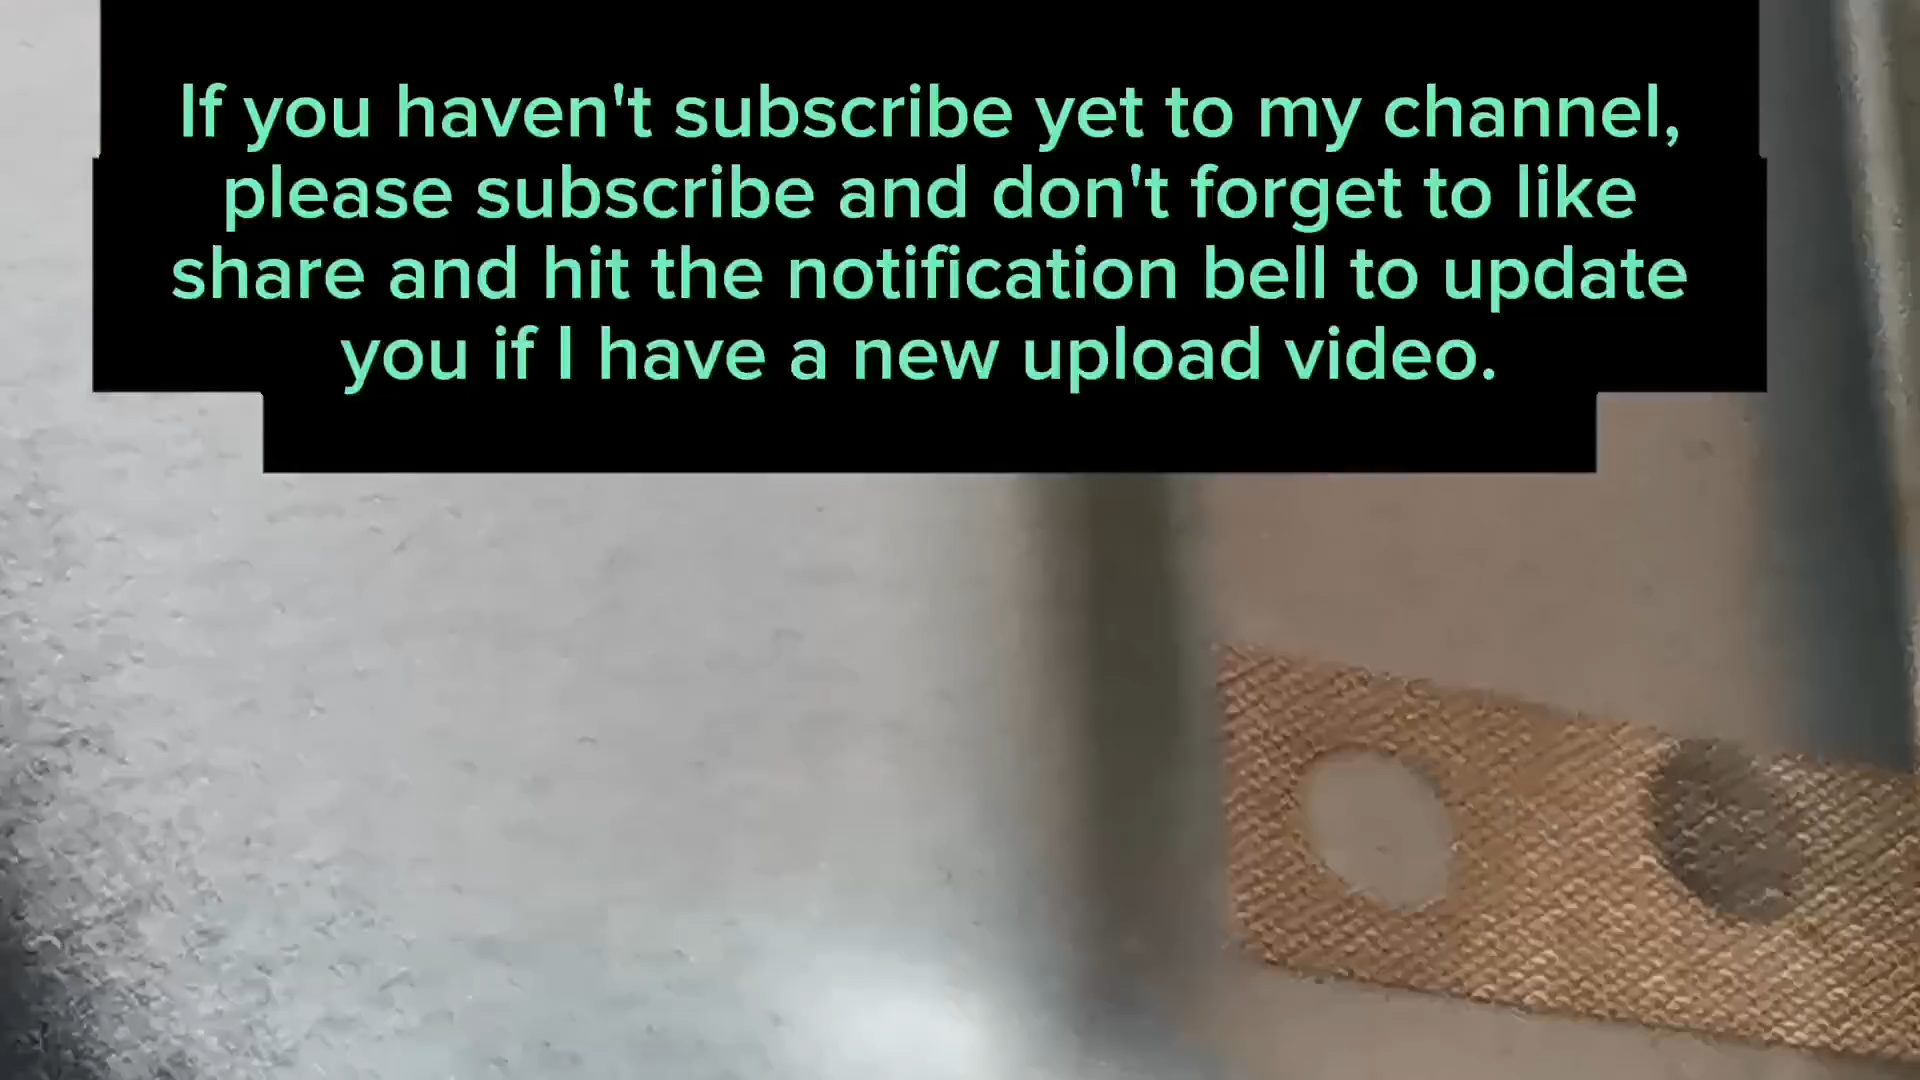 If you haven't subscribe yet to my channel,
please subscribe and don't forget to like
share and hit the notification bell to update
you if I have a new upload video.